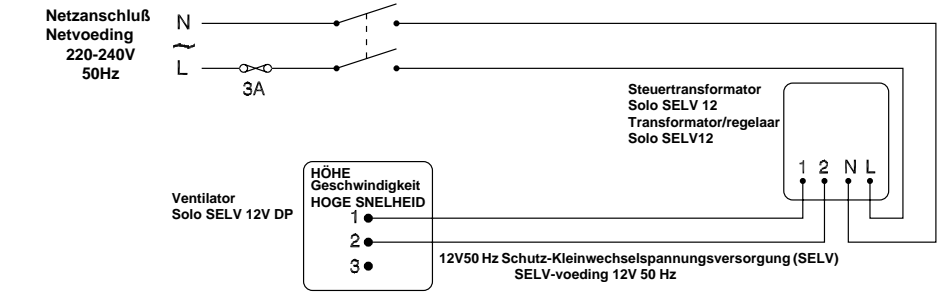 Netzanschluß
Netvoeding
220-240V
50Hz
N
~
L
3A
Steuertransformator
Solo SELV 12
Transformator/regelaar
Solo SELV12
1 2 N L
Ventilator
Solo SELV 12V DP
HÖHE
Geschwindigkeit
HOGE SNELHEID
1
2
3
12V50 Hz Schutz-Kleinwechselspannungsversorgung (SELV)
SELV-voeding 12V 50 Hz